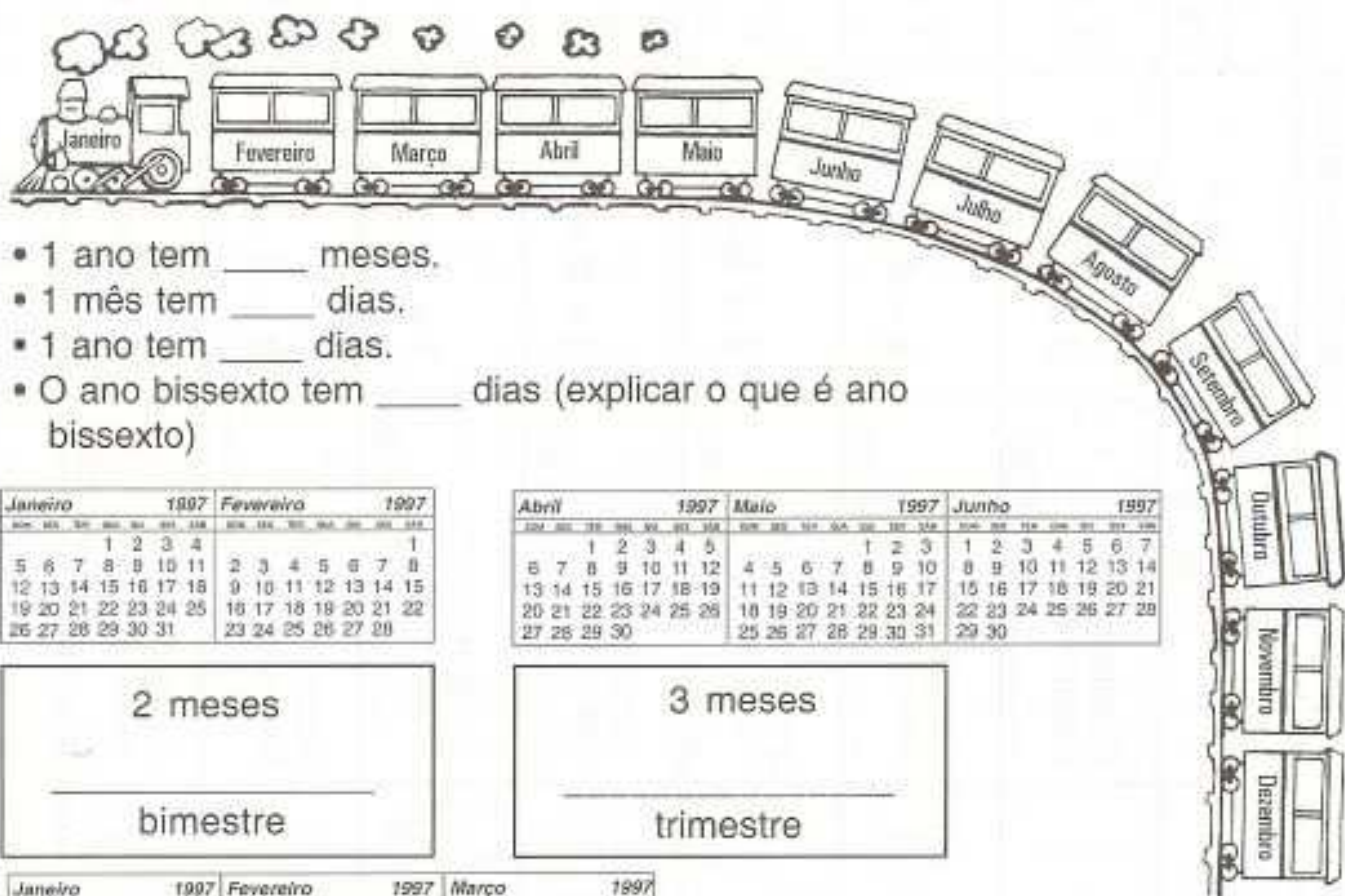 Janeiro
Fevereiro
Março
Abril
Maio
Junho
Julho
Agosto
Setembro
Outubro
Novembro
Dezembro
• 1 ano tem _____ meses.
• 1 mês tem _____ dias.
• 1 ano tem _____ dias.
• O ano bissexto tem _____ dias (explicar o que é ano
bissexto)
Janeiro 1997 Fevereiro 1997
1 2 3 4 1
5 6 7 8 9 10 11 2 3 4 5 6 7 8
12 13 14 15 16 17 18 9 10 11 12 13 14 15
19 20 21 22 23 24 25 16 17 18 19 20 21 22
26 27 28 29 30 31 23 24 25 26 27 28
Abril 1997 Maio 1997 Junho 1997
1 2 3 4 5 1 2 3 1 2 3 4 5 6 7
6 7 8 9 10 11 12 4 5 6 7 8 9 10 8 9 10 11 12 13 14
13 14 15 16 17 18 19 11 12 13 14 15 16 17 15 16 17 18 19 20 21
20 21 22 23 24 25 26 18 19 20 21 22 23 24 22 23 24 25 26 27 28
27 28 29 30 25 26 27 28 29 30 31 29 30
2 meses
bimestre
3 meses
trimestre
Janeiro 1997 Fevereiro 1997 Março 1997